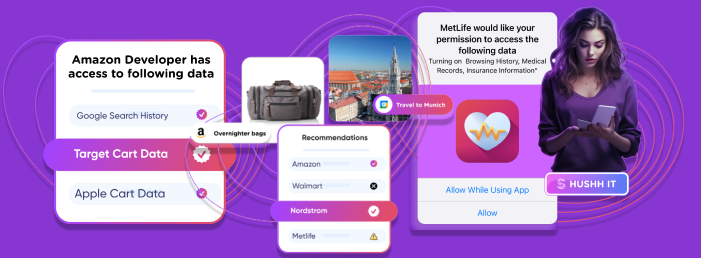 Amazon Developer has
access to following data
Google Search History
Target Cart Data
Apple Cart Data
a
Overnighter bags
Travel to Munich
Recommendations
Amazon
Walmart
Nordstrom
Metlife
MetLife would like your
permission to access the
following data
Turning on Browsing History, Medical
Records, Insurance Information"
Allow While Using App
Allow
S HUSHH IT